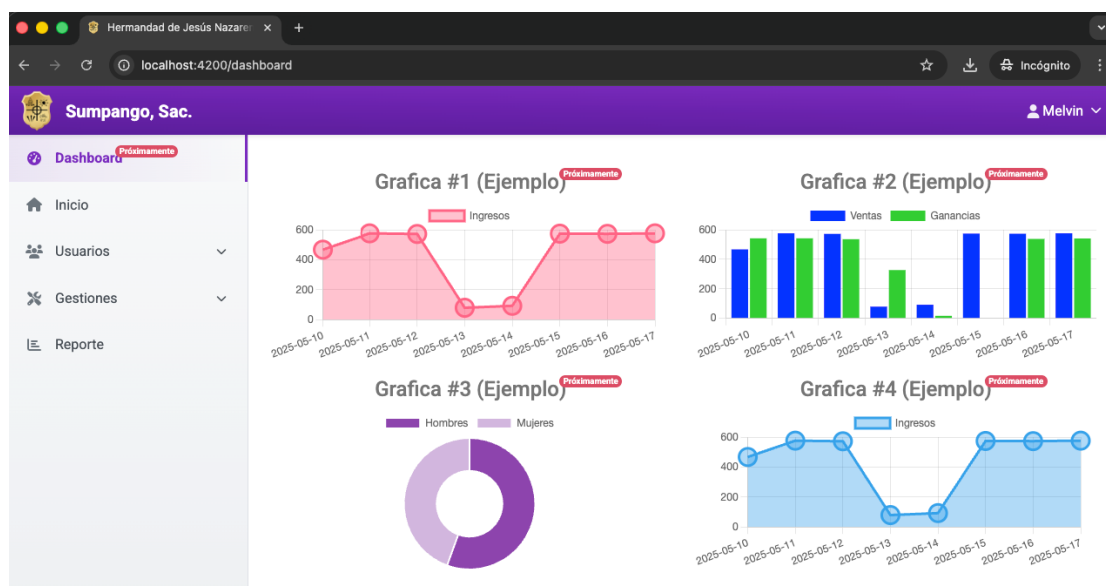 Hermandad de Jesús Nazarer
localhost:4200/dashboard
Incógnito
Sumpango, Sac.
Melvin
Dashboard
Próximamente
Inicio
Usuarios
Gestiones
Reporte
Grafica #1 (Ejemplo)
Próximamente
Ingresos
600
400
200
0
2025-05-10 2025-05-11 2025-05-12 2025-05-13 2025-05-14 2025-05-15 2025-05-16 2025-05-17
Grafica #2 (Ejemplo)
Próximamente
Ventas Ganancias
600
400
200
0
2025-05-10 2025-05-11 2025-05-12 2025-05-13 2025-05-14 2025-05-15 2025-05-16 2025-05-17
Grafica #3 (Ejemplo)
Próximamente
Hombres Mujeres
Grafica #4 (Ejemplo)
Próximamente
Ingresos
600
400
200
0
2025-05-10 2025-05-11 2025-05-12 2025-05-13 2025-05-14 2025-05-15 2025-05-16 2025-05-17